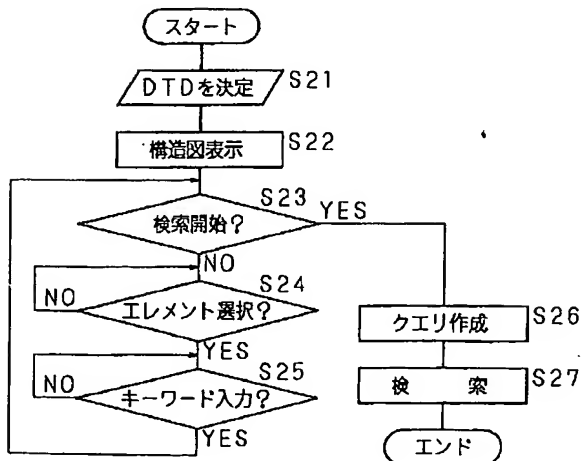 スタート
DTDを決定 S21
構造図表示 S22
検索開始? S23
YES
NO
エレメント選択? S24
NO
YES
キーワード入力? S25
NO
YES
クエリ作成 S26
検 索 S27
エンド